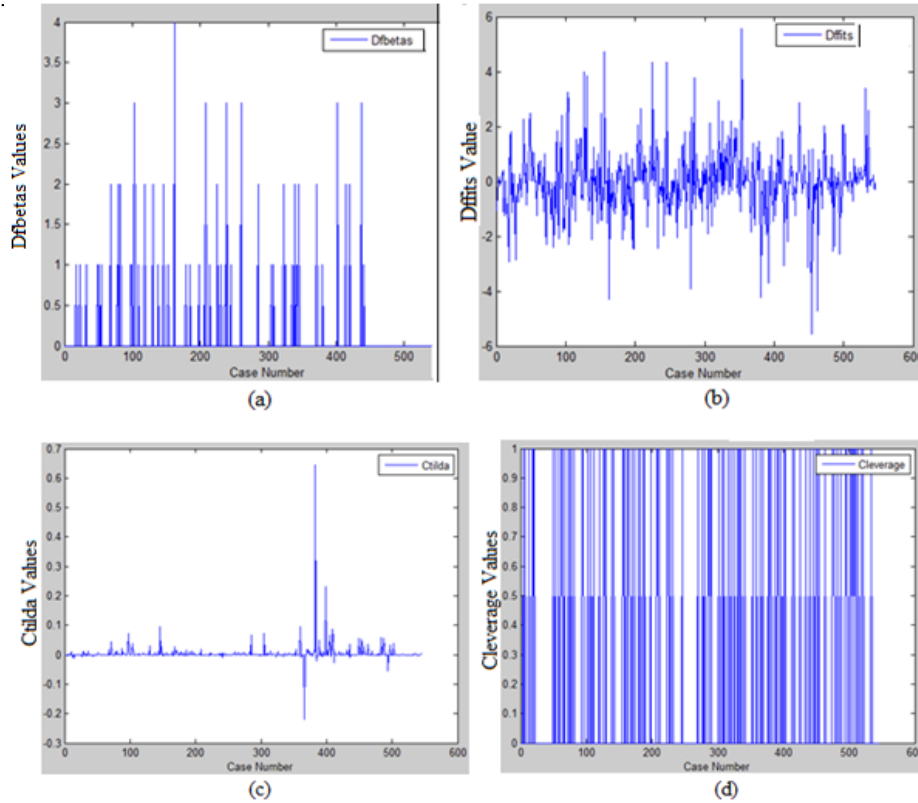 Dfbetas
Dfbetas Values
4
3.5
3
2.5
2
1.5
1
0.5
0
0 100 200 300 400 500
Case Number
(a)
Dffits
Dffits Value
6
4
2
0
-2
-4
-6
0 100 200 300 400 500 600
Case Number
(b)
Ctilda
Ctilda Values
0.7
0.6
0.5
0.4
0.3
0.2
0.1
0
-0.1
-0.2
-0.3
0 100 200 300 400 500 600
Case Number
(c)
Cleverage
Cleverage Values
1
0.9
0.8
0.7
0.6
0.5
0.4
0.3
0.2
0.1
0
0 100 200 300 400 500 600
Case Number
(d)